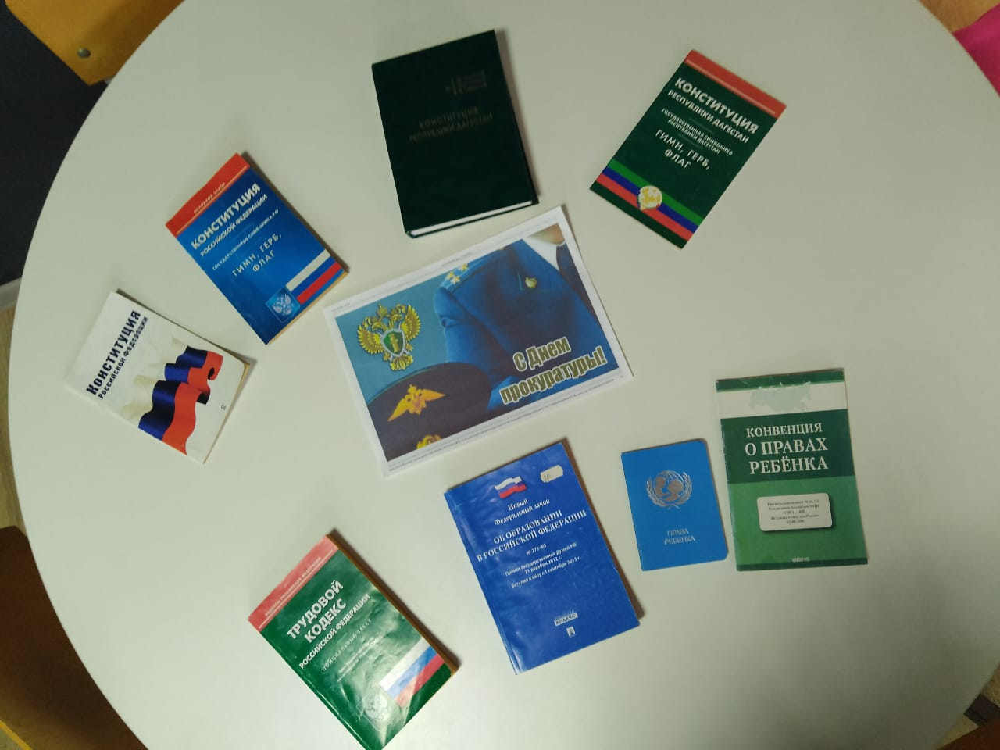 КОНСТИТУЦИЯ
РЕСПУБЛИКИ ДАГЕСТАН
КОНСТИТУЦИЯ
РЕСПУБЛИКИ ДАГЕСТАН
ГОСУДАРСТВЕННАЯ СИМВОЛИКА
РЕСПУБЛИКИ ДАГЕСТАН
ГИМН, ГЕРБ,
ФЛАГ
ОСНОВНОЙ ЗАКОН
КОНСТИТУЦИЯ
РОССИЙСКОЙ ФЕДЕРАЦИИ
ГОСУДАРСТВЕННАЯ СИМВОЛИКА РФ
ГИМН, ГЕРБ,
ФЛАГ
КОНСТИТУЦИЯ
РОССИЙСКОЙ ФЕДЕРАЦИИ
С Днем
прокуратуры!
КОНВЕНЦИЯ
О ПРАВАХ
РЕБЁНКА
ПРАВА
РЕБЕНКА
Новый
Федеральный закон
ОБ ОБРАЗОВАНИИ
В РОССИЙСКОЙ ФЕДЕРАЦИИ
№ 273-ФЗ
Принят Государственной Думой РФ
21 декабря 2012 г.
Вступил в силу с 1 сентября 2013 г.
КОДЕКС
ТРУДОВОЙ
КОДЕКС
РОССИЙСКОЙ ФЕДЕРАЦИИ
ОФИЦИАЛЬНЫЙ ТЕКСТ